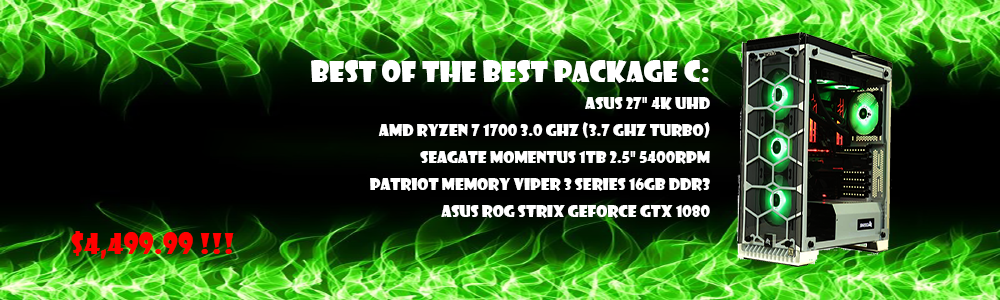 BEST OF THE BEST PACKAGE C:
ASUS 27" 4K UHD
AMD RYZEN 7 1700 3.0 GHZ (3.7 GHZ TURBO)
SEAGATE MOMENTUS 1TB 2.5" 5400RPM
PATRIOT MEMORY VIPER 3 SERIES 16GB DDR3
ASUS ROG STRIX GEFORCE GTX 1080
$4,499.99 !!!